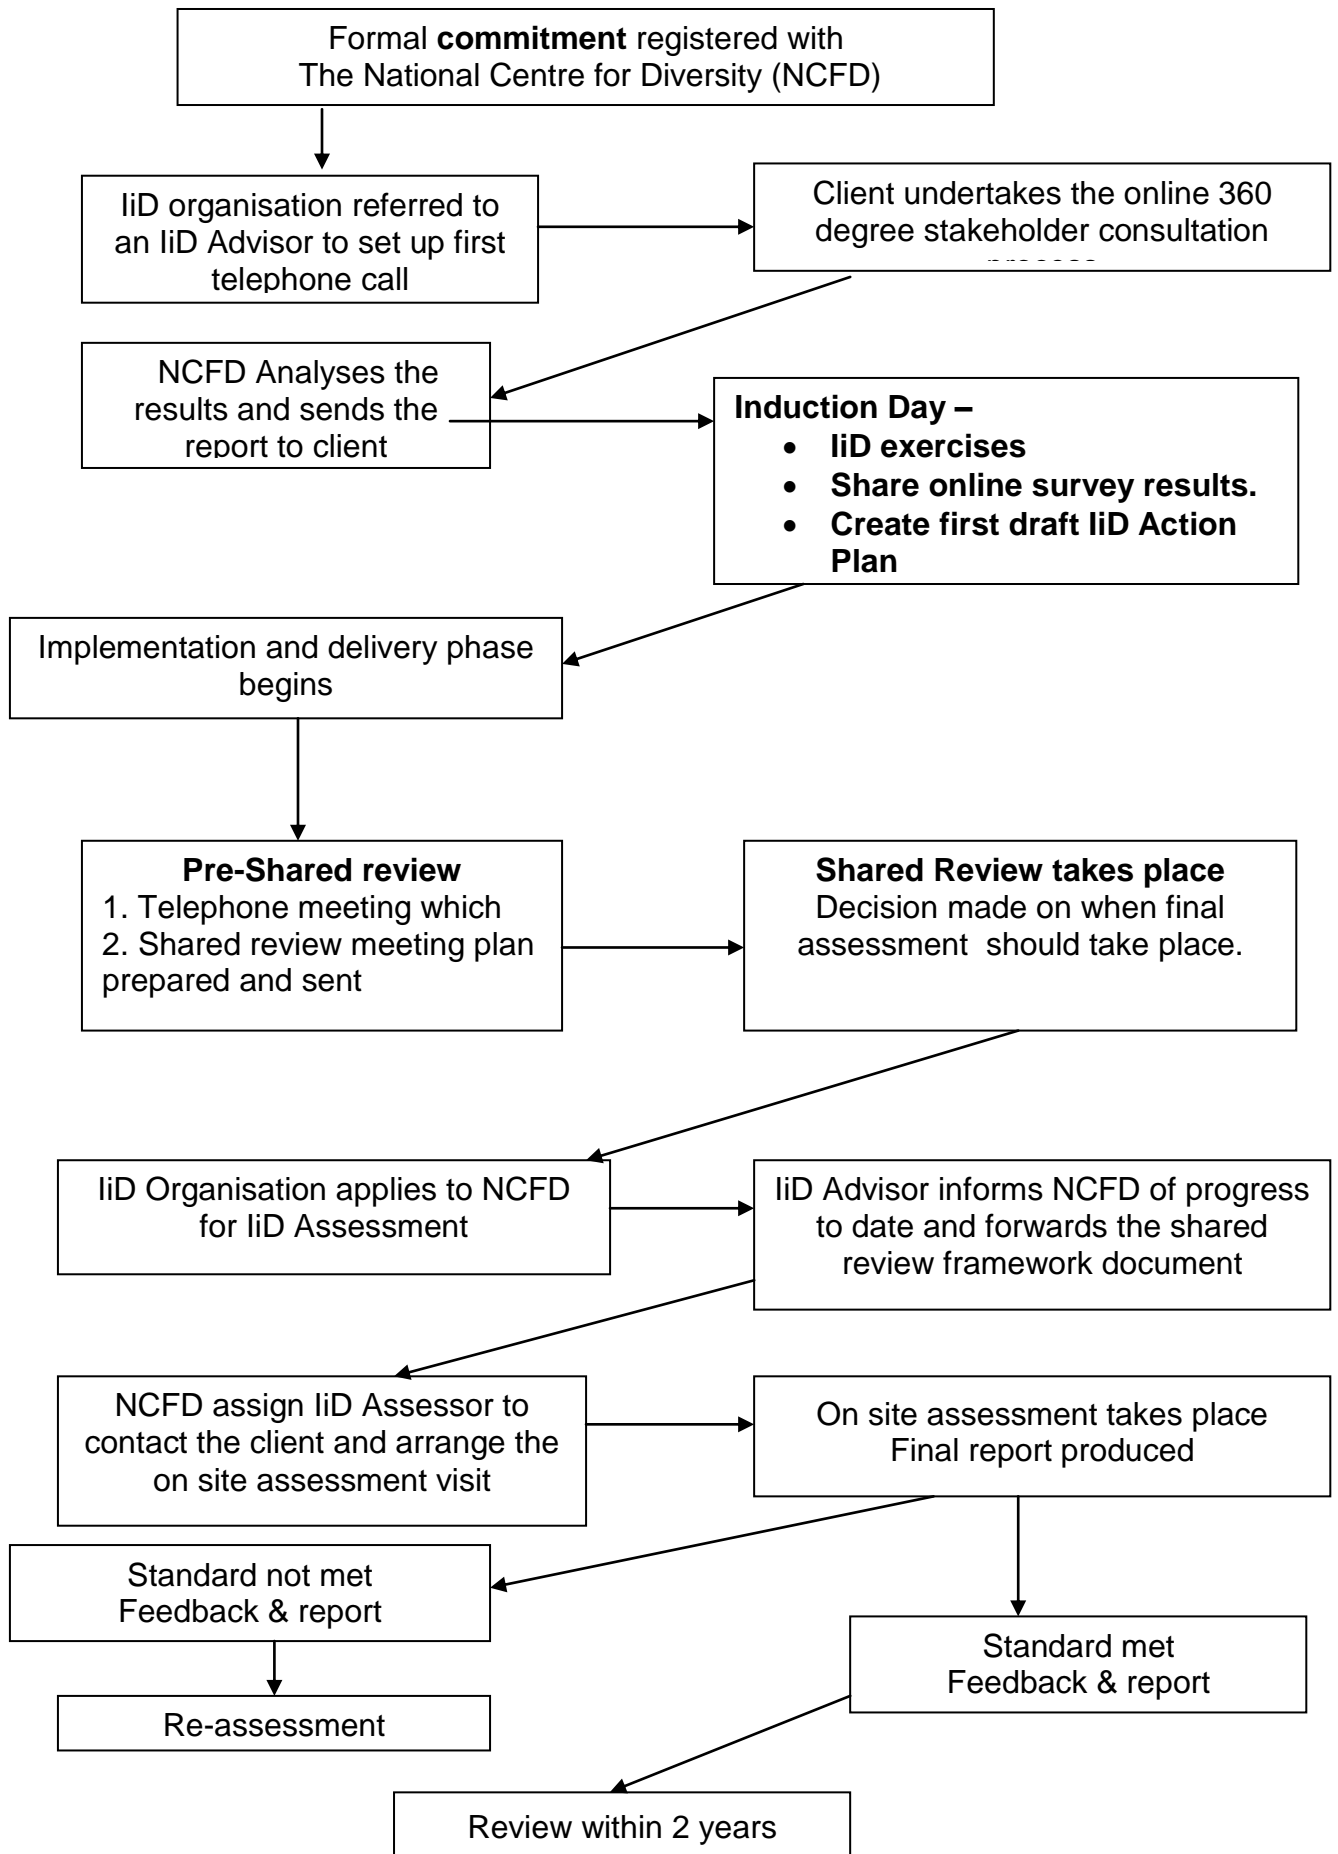 Formal commitment registered with
The National Centre for Diversity (NCFD)
IiD organisation referred to
an IiD Advisor to set up first
telephone call
Client undertakes the online 360
degree stakeholder consultation
NCFD Analyses the
results and sends the
report to client
Induction Day –
• IiD exercises
• Share online survey results.
• Create first draft IiD Action
Plan
Implementation and delivery phase
begins
Pre-Shared review
1. Telephone meeting which
2. Shared review meeting plan
prepared and sent
Shared Review takes place
Decision made on when final
assessment should take place.
IiD Organisation applies to NCFD
for IiD Assessment
IiD Advisor informs NCFD of progress
to date and forwards the shared
review framework document
NCFD assign IiD Assessor to
contact the client and arrange the
on site assessment visit
On site assessment takes place
Final report produced
Standard not met
Feedback & report
Standard met
Feedback & report
Re-assessment
Review within 2 years